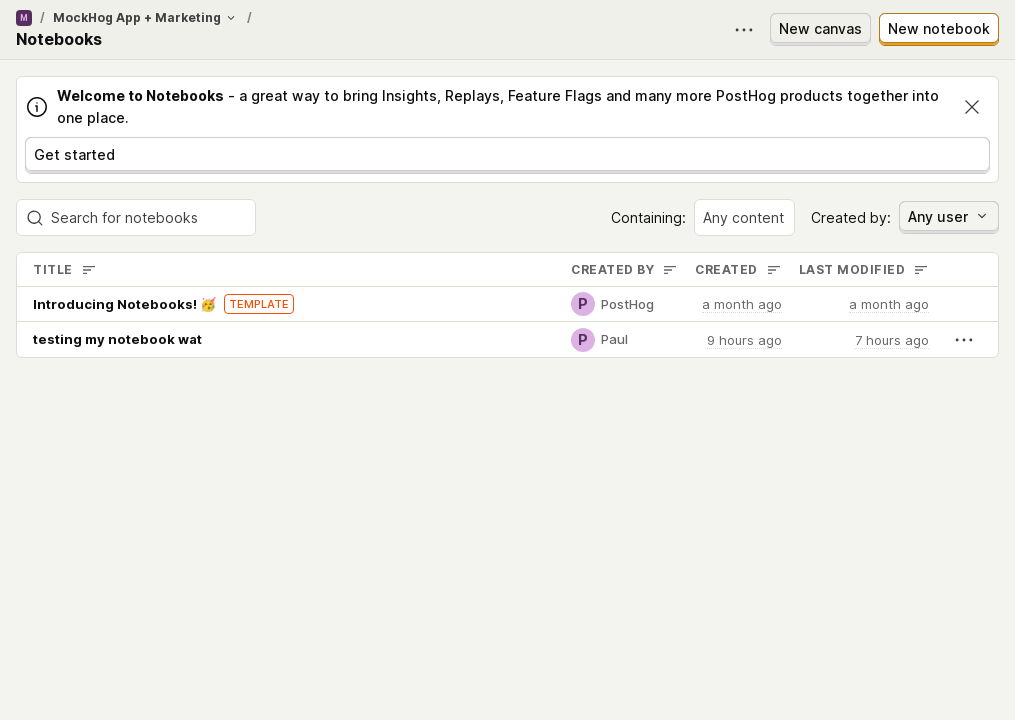 M / MockHog App + Marketing /
Notebooks
New canvas
New notebook
Welcome to Notebooks - a great way to bring Insights, Replays, Feature Flags and many more PostHog products together into
one place.
Get started
Search for notebooks
Containing: Any content
Created by: Any user
TITLE CREATED BY CREATED LAST MODIFIED
Introducing Notebooks! 🥳 TEMPLATE P PostHog a month ago a month ago
testing my notebook wat P Paul 9 hours ago 7 hours ago